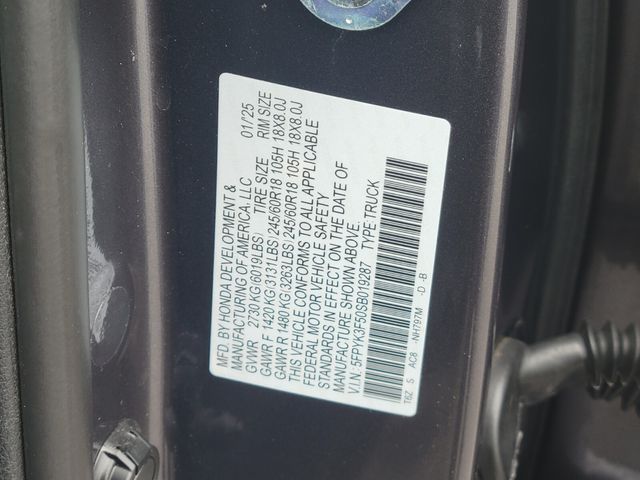 MFD. BY HONDA DEVELOPMENT &
MANUFACTURING OF AMERICA, LLC 01/25
GVWR 2730 KG(6019LBS) TIRE SIZE RIM SIZE
GAWR F 1420 KG(3131LBS)245/60R18 105H 18X8.0J
GAWR R 1480 KG(3263LBS)245/60R18 105H 18X8.0J
THIS VEHICLE CONFORMS TO ALL APPLICABLE
FEDERAL MOTOR VEHICLE SAFETY
STANDARDS IN EFFECT ON THE DATE OF
MANUFACTURE SHOWN ABOVE.
V.I.N: 5FPYK3F50SB019287 TYPE TRUCK
T6Z S AC8 -NH797M -D -B